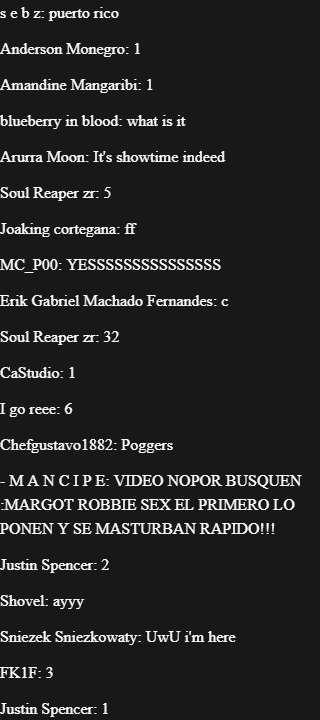 s e b z: puerto rico
Anderson Monegro: 1
Amandine Mangaribi: 1
blueberry in blood: what is it
Arurra Moon: It's showtime indeed
Soul Reaper zr: 5
Joaking cortegana: ff
MC_P00: YESSSSSSSSSSSSSSS
Erik Gabriel Machado Fernandes: c
Soul Reaper zr: 32
CaStudio: 1
I go reee: 6
Chefgustavo1882: Poggers
- M A N C I P E: VIDEO NOPOR BUSQUEN
:MARGOT ROBBIE SEX EL PRIMERO LO
PONEN Y SE MASTURBAN RAPIDO!!!
Justin Spencer: 2
Shovel: ayyy
Sniezek Sniezkowaty: UwU i'm here
FK1F: 3
Justin Spencer: 1